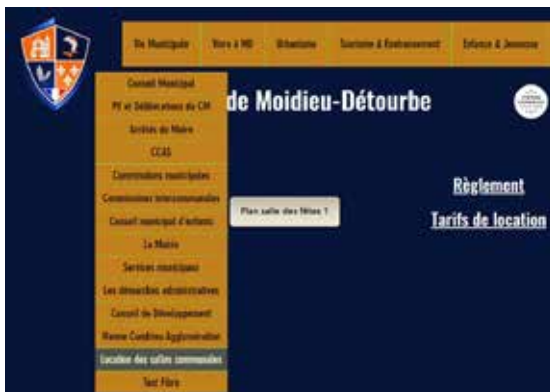 Vie Municipale Vivre à MD Urbanisme Tourisme & Environnement Enfance & Jeunesse
de Moidieu-Détourbe
Conseil Municipal
PV et Délibérations du CM
Arrêtés du Maire
CCAS
Commissions municipales
Commissions intercommunales
Conseil municipal d'enfants
La Mairie
Services municipaux
Les démarches administratives
Conseil de Développement
Vienne Condrieu Agglomération
Location des salles communales
Test Fibre
Plan salle des fêtes 1
Règlement
Tarifs de location